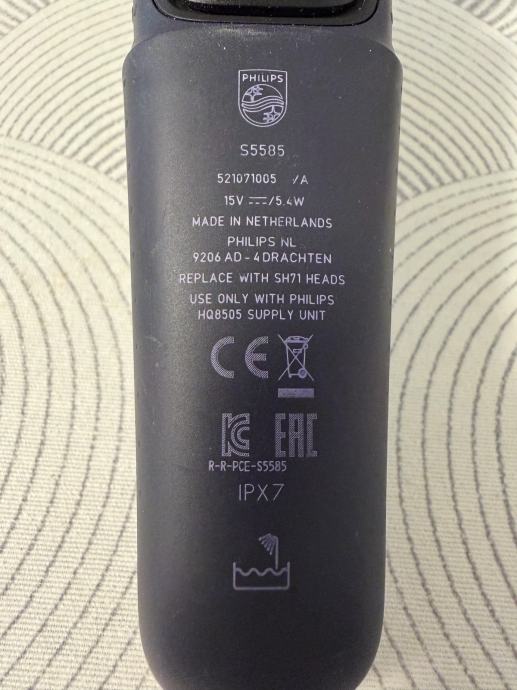 PHILIPS
S5585
521071005 /A
15V ⎓/5.4W
MADE IN NETHERLANDS
PHILIPS NL
9206 AD - 4 DRACHTEN
REPLACE WITH SH71 HEADS
USE ONLY WITH PHILIPS
HQ8505 SUPPLY UNIT
CE
KC EAC
R-R-PCE-S5585
IPX7